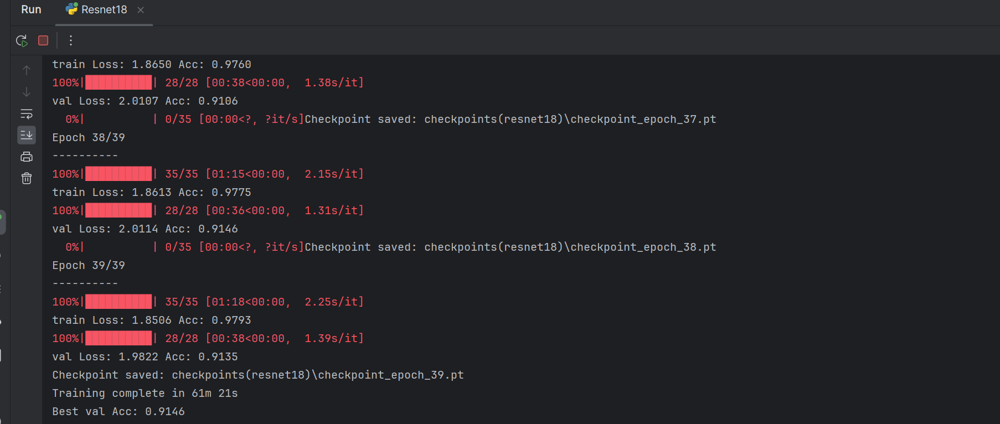 Run Resnet18
train Loss: 1.8650 Acc: 0.9760
100%|██████████| 28/28 [00:38<00:00,  1.38s/it]
val Loss: 2.0107 Acc: 0.9106
  0%|          | 0/35 [00:00<?, ?it/s]Checkpoint saved: checkpoints(resnet18)\checkpoint_epoch_37.pt
Epoch 38/39
----------
100%|██████████| 35/35 [01:15<00:00,  2.15s/it]
train Loss: 1.8613 Acc: 0.9775
100%|██████████| 28/28 [00:36<00:00,  1.31s/it]
val Loss: 2.0114 Acc: 0.9146
  0%|          | 0/35 [00:00<?, ?it/s]Checkpoint saved: checkpoints(resnet18)\checkpoint_epoch_38.pt
Epoch 39/39
----------
100%|██████████| 35/35 [01:18<00:00,  2.25s/it]
train Loss: 1.8506 Acc: 0.9793
100%|██████████| 28/28 [00:38<00:00,  1.39s/it]
val Loss: 1.9822 Acc: 0.9135
Checkpoint saved: checkpoints(resnet18)\checkpoint_epoch_39.pt
Training complete in 61m 21s
Best val Acc: 0.9146